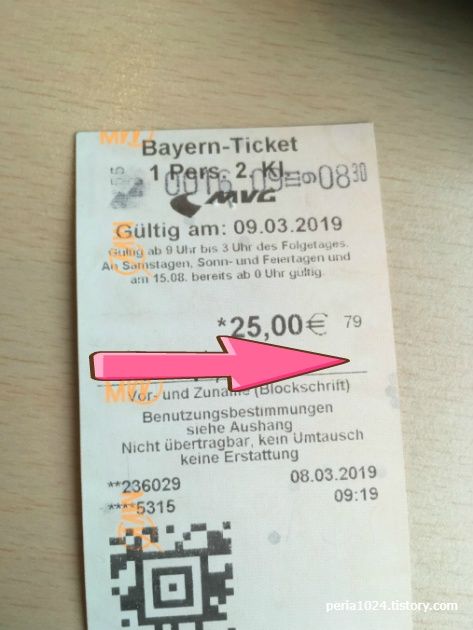 Bayern-Ticket
1 Pers. 2. Kl.
MVG
Gültig am: 09.03.2019
Gültig ab 9 Uhr bis 3 Uhr des Folgetages.
An Samstagen, Sonn- und Feiertagen und
am 15.08. bereits ab 0 Uhr gültig.
*25,00€ 79
Vor- und Zuname (Blockschrift)
Benutzungsbestimmungen
siehe Aushang
Nicht übertragbar, kein Umtausch
keine Erstattung
**236029 08.03.2019
****5315 09:19
peria1024.tistory.com